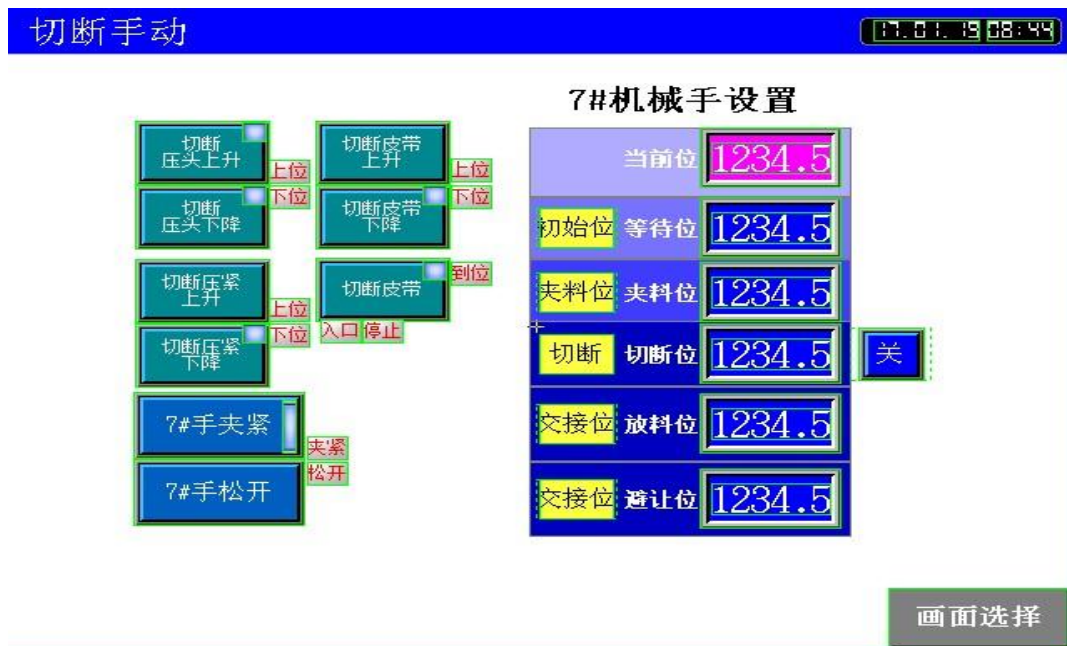 切断手动
17.01.19 08:44
7#机械手设置
切断
压头上升
上位
切断皮带
上升
上位
切断
压头下降
下位
切断皮带
下降
下位
切断压紧
上升
上位
切断皮带
到位
切断压紧
下降
下位
入口 停止
7#手夹紧
夹紧
7#手松开
松开
当前位 1234.5
初始位 等待位 1234.5
夹料位 夹料位 1234.5
切断 切断位 1234.5
关
交接位 放料位 1234.5
交接位 避让位 1234.5
画面选择